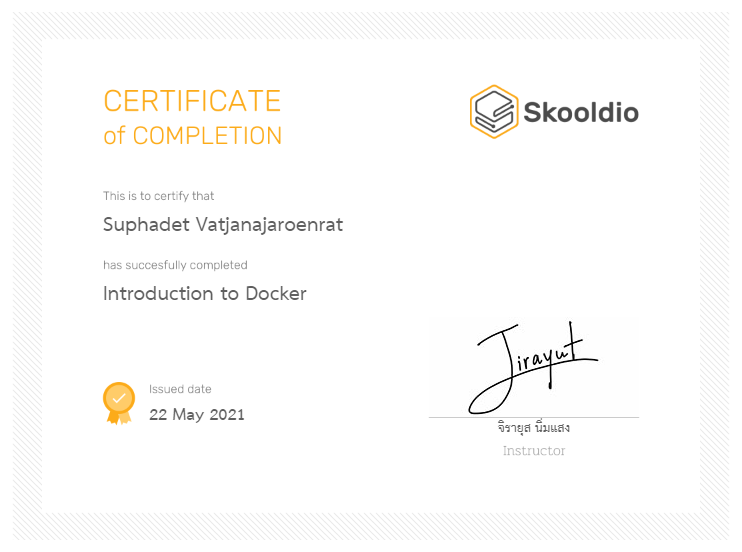 CERTIFICATE
of COMPLETION
Skooldio
This is to certify that
Suphadet Vatjanajaroenrat
has succesfully completed
Introduction to Docker
Issued date
22 May 2021
Jirayut
จิรายุส นิ่มแสง
Instructor